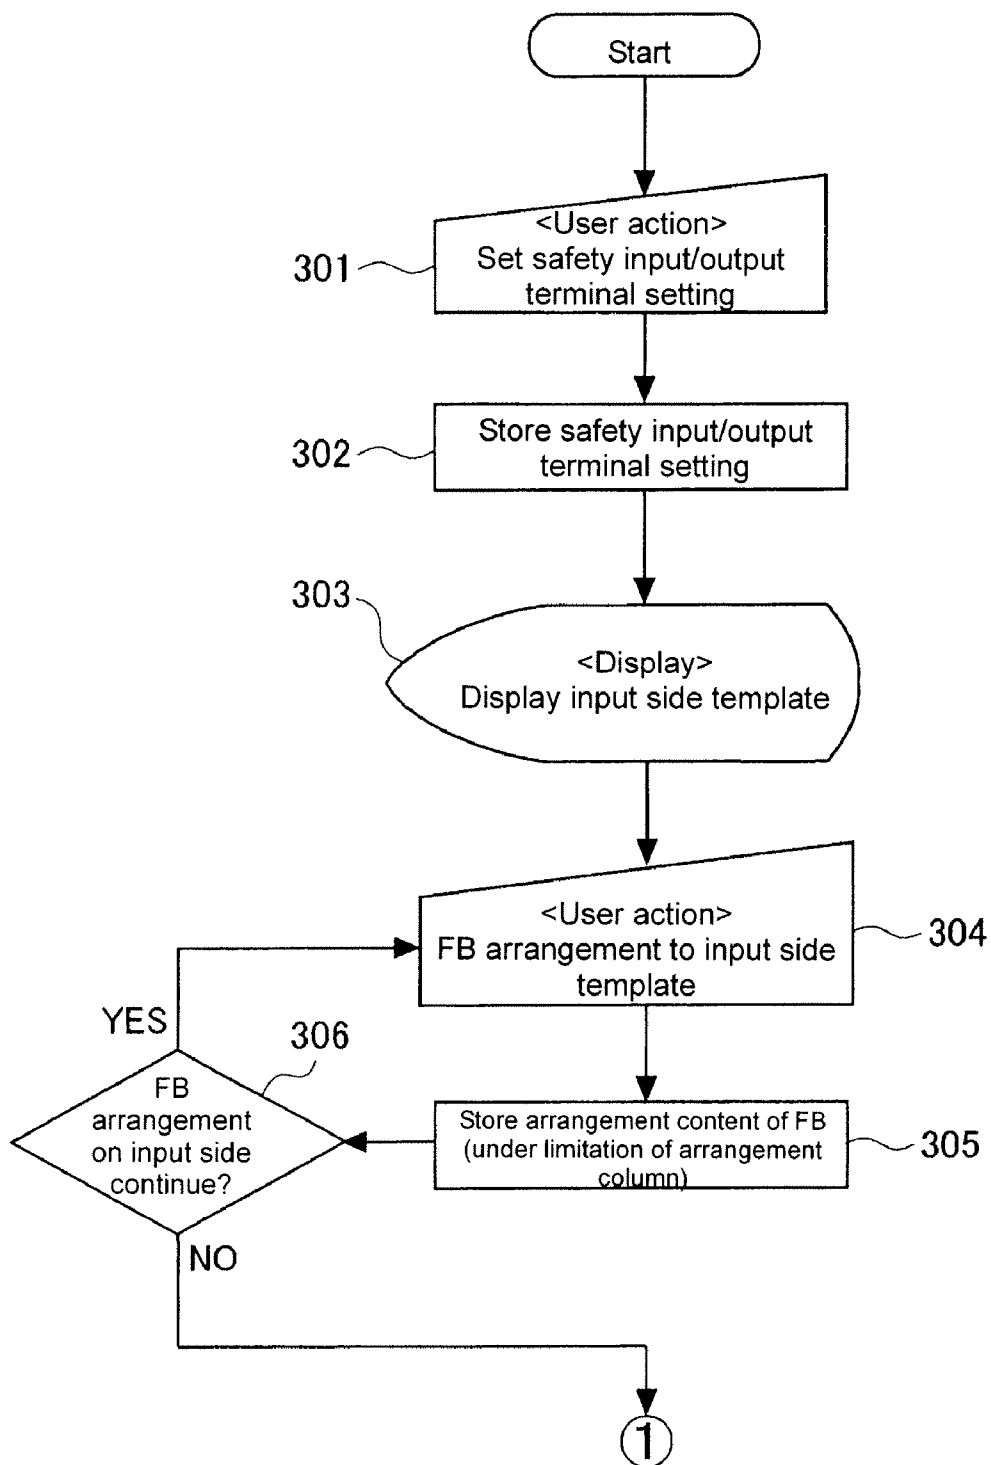 Start
<User action>
Set safety input/output
terminal setting
301
Store safety input/output
terminal setting
302
303
<Display>
Display input side template
<User action>
FB arrangement to input side
template
304
YES
306
FB
arrangement
on input side
continue?
Store arrangement content of FB
(under limitation of arrangement
column)
305
NO
1